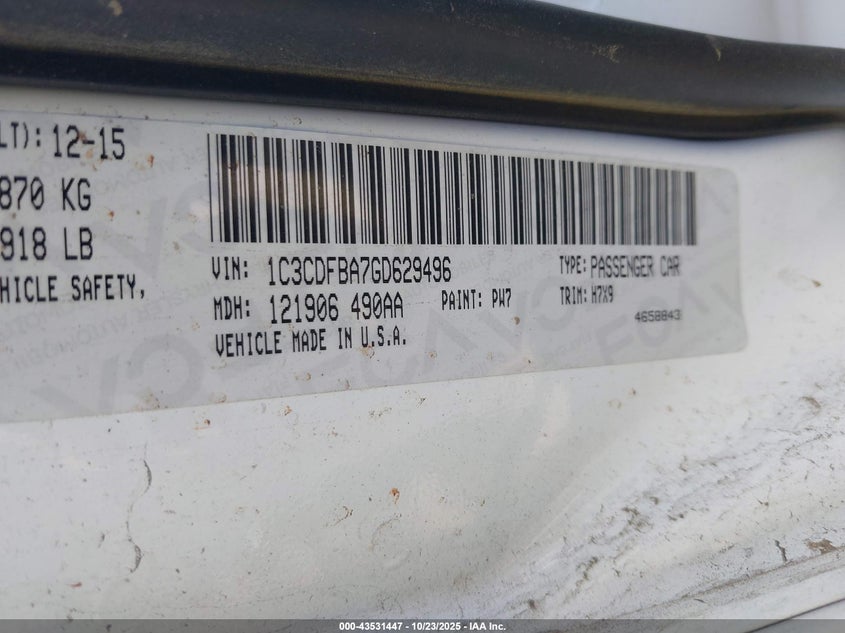 LT): 12-15
870 KG
918 LB
HICLE SAFETY,
VIN: 1C3CDFBA7GD629496
TYPE: PASSENGER CAR
MDH: 121906 490AA
PAINT: PW7
TRIM: H7X9
VEHICLE MADE IN U.S.A.
4658843
000-43531447 | 10/23/2025 | IAA Inc.